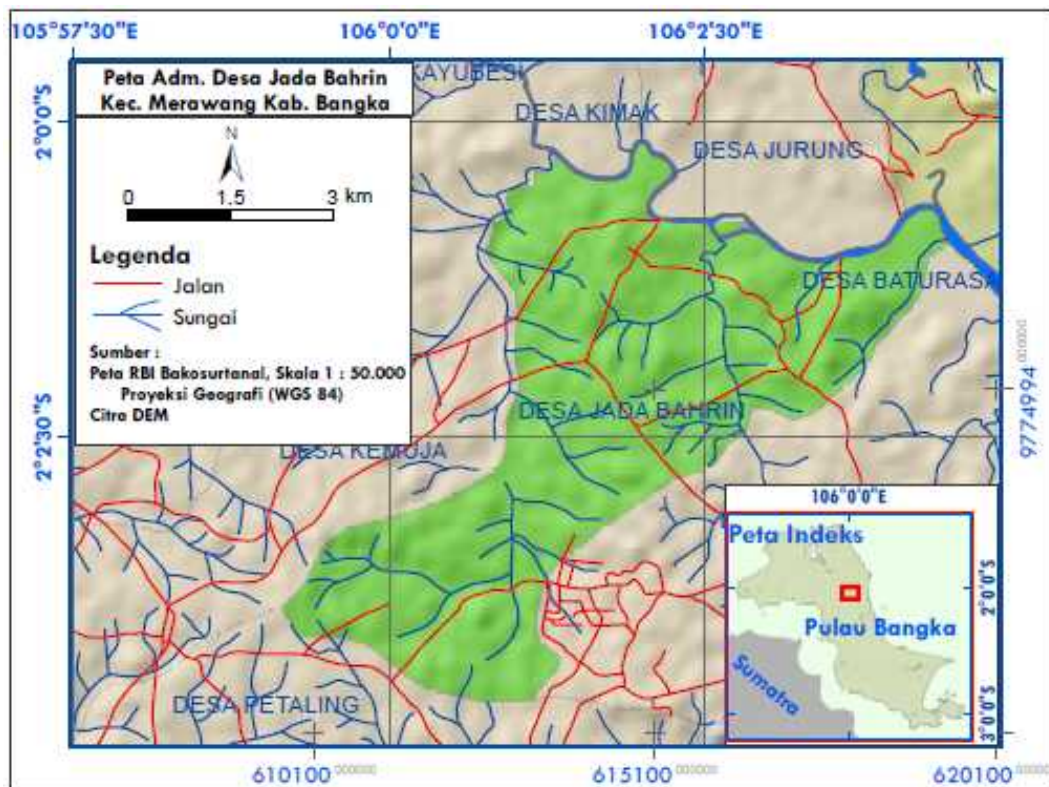 105°57'30"E 106°0'0"E 106°2'30"E
Peta Adm. Desa Jada Bahrin
Kec. Merawang Kab. Bangka
N
0 1.5 3 km
Legenda
Jalan
Sungai
Sumber :
Peta RBI Bakosurtanal, Skala 1 : 50.000
Proyeksi Geografi (WGS 84)
Citra DEM
2°0'0"S
2°2'30"S
KAYUBESI
DESA KIMAK
DESA JURUNG
DESA BATURASA
DESA JADA BAHRIN
DESA KEMUJA
DESA PETALING
9774994 000000
106°0'0"E
Peta Indeks
Pulau Bangka
Sumatra
2°0'0"S
3°0'0"S
610100 000000 615100 000000 620100